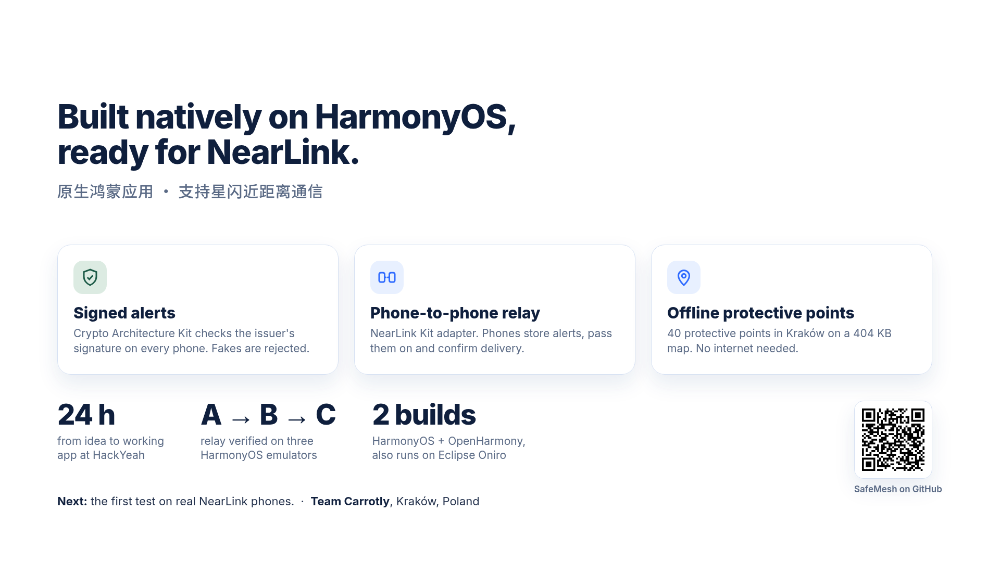 Built natively on HarmonyOS,
ready for NearLink.
原生鸿蒙应用 · 支持星闪近距离通信
Signed alerts
Crypto Architecture Kit checks the issuer's
signature on every phone. Fakes are rejected.
Phone-to-phone relay
NearLink Kit adapter. Phones store alerts, pass
them on and confirm delivery.
Offline protective points
40 protective points in Kraków on a 404 KB
map. No internet needed.
24 h
from idea to working
app at HackYeah
A → B → C
relay verified on three
HarmonyOS emulators
2 builds
HarmonyOS + OpenHarmony,
also runs on Eclipse Oniro
SafeMesh on GitHub
Next: the first test on real NearLink phones. · Team Carrotly, Kraków, Poland